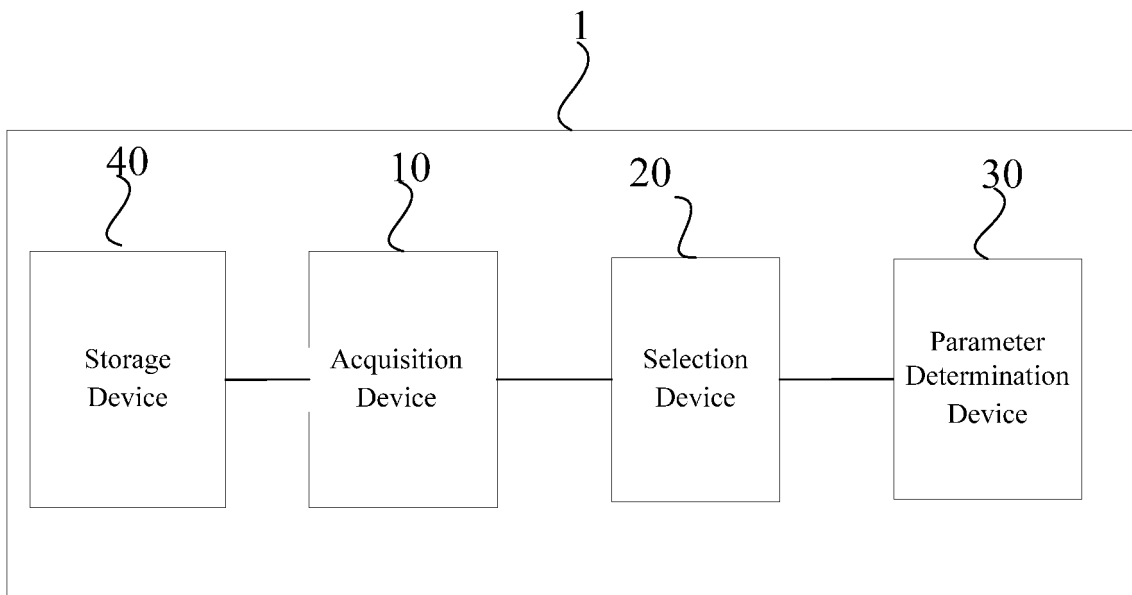 1
40
10
20
30
Storage
Device
Acquisition
Device
Selection
Device
Parameter
Determination
Device